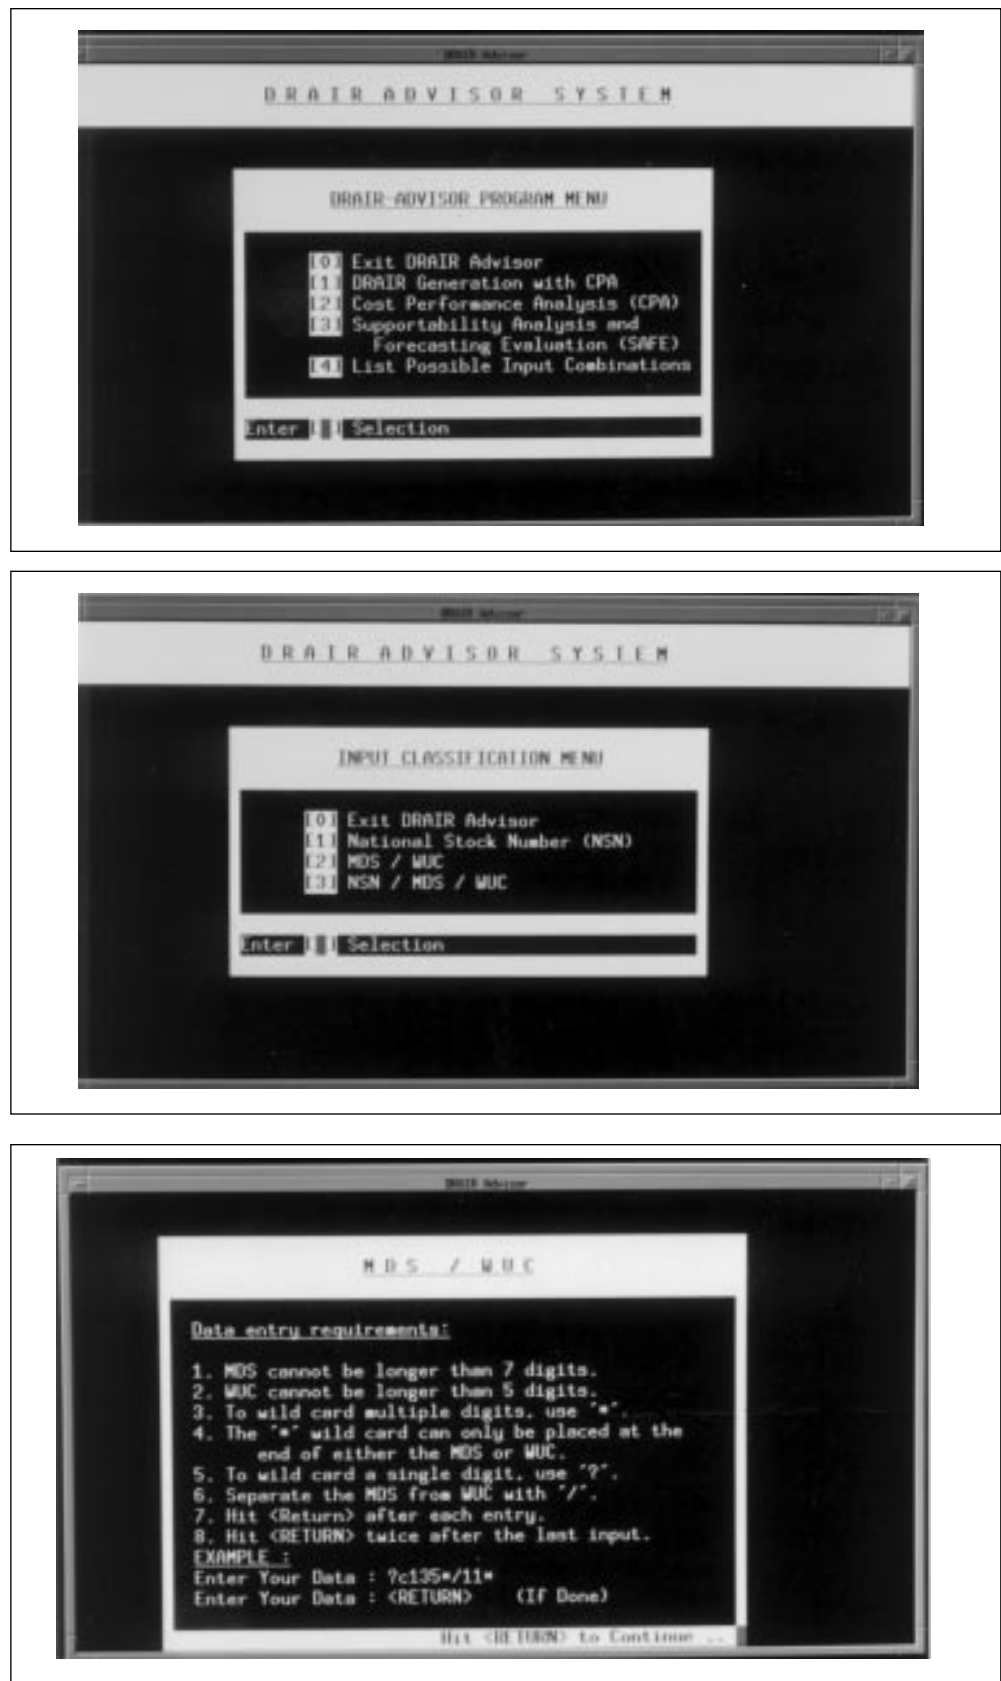 DRAIR Advisor
DRAIR ADVISOR SYSTEM
DRAIR-ADVISOR PROGRAM MENU
[0] Exit DRAIR Advisor
[1] DRAIR Generation with CPA
[2] Cost Performance Analysis (CPA)
[3] Supportability Analysis and
Forecasting Evaluation (SAFE)
[4] List Possible Input Combinations
Enter [ ] Selection
DRAIR Advisor
DRAIR ADVISOR SYSTEM
INPUT CLASSIFICATION MENU
[0] Exit DRAIR Advisor
[1] National Stock Number (NSN)
[2] MDS / WUC
[3] NSN / MDS / WUC
Enter [ ] Selection
DRAIR Advisor
MDS / WUC
Data entry requirements:
1. MDS cannot be longer than 7 digits.
2. WUC cannot be longer than 5 digits.
3. To wild card multiple digits, use "*".
4. The "*" wild card can only be placed at the
end of either the MDS or WUC.
5. To wild card a single digit, use "?".
6. Separate the MDS from WUC with "/".
7. Hit <Return> after each entry.
8. Hit <RETURN> twice after the last input.
EXAMPLE :
Enter Your Data : ?c135*/11*
Enter Your Data : <RETURN> (If Done)
Hit <RETURN> to Continue ..